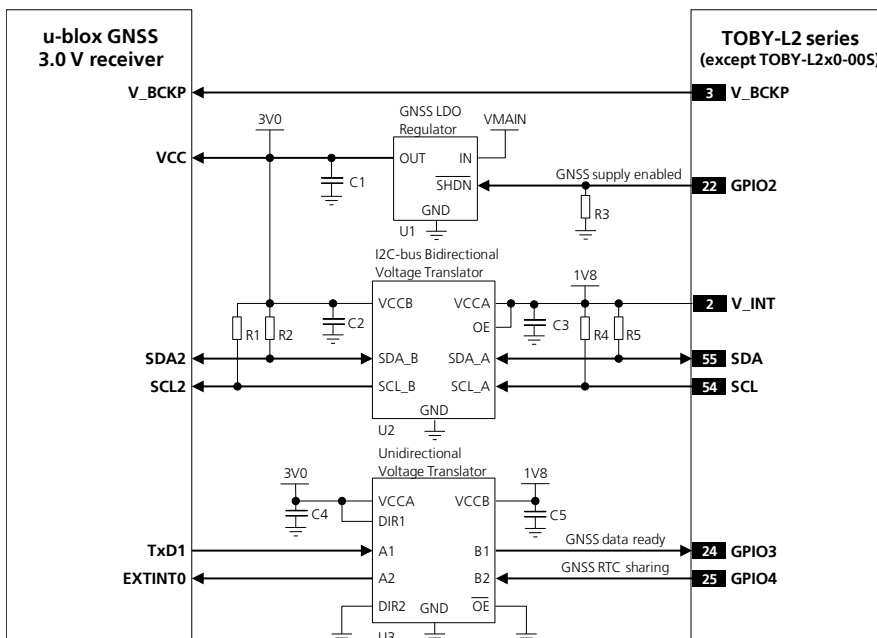 u-blox GNSS
3.0 V receiver
TOBY-L2 series
(except TOBY-L2x0-00S)
V_BCKP
3 V_BCKP
GNSS LDO
Regulator
3V0
VMAIN
VCC
OUT
IN
C1
SHDN
GNSS supply enabled
22 GPIO2
GND
R3
U1
I2C-bus Bidirectional
Voltage Translator
1V8
VCCB
VCCA
2 V_INT
R1
R2
C2
OE
C3
R4
R5
SDA2
SDA_B
SDA_A
55 SDA
SCL2
SCL_B
SCL_A
54 SCL
GND
U2
Unidirectional
Voltage Translator
3V0
1V8
VCCA
VCCB
C4
DIR1
C5
TxD1
A1
B1
GNSS data ready
24 GPIO3
EXTINT0
A2
B2
GNSS RTC sharing
25 GPIO4
DIR2
GND
OE
U3